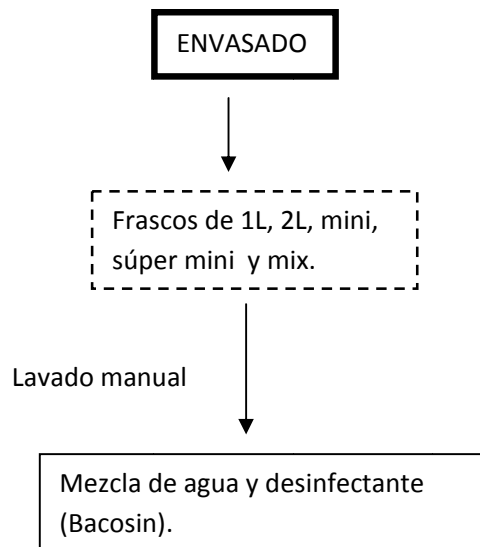 ENVASADO
Frascos de 1L, 2L, mini,
súper mini y mix.
Lavado manual
Mezcla de agua y desinfectante
(Bacosin).